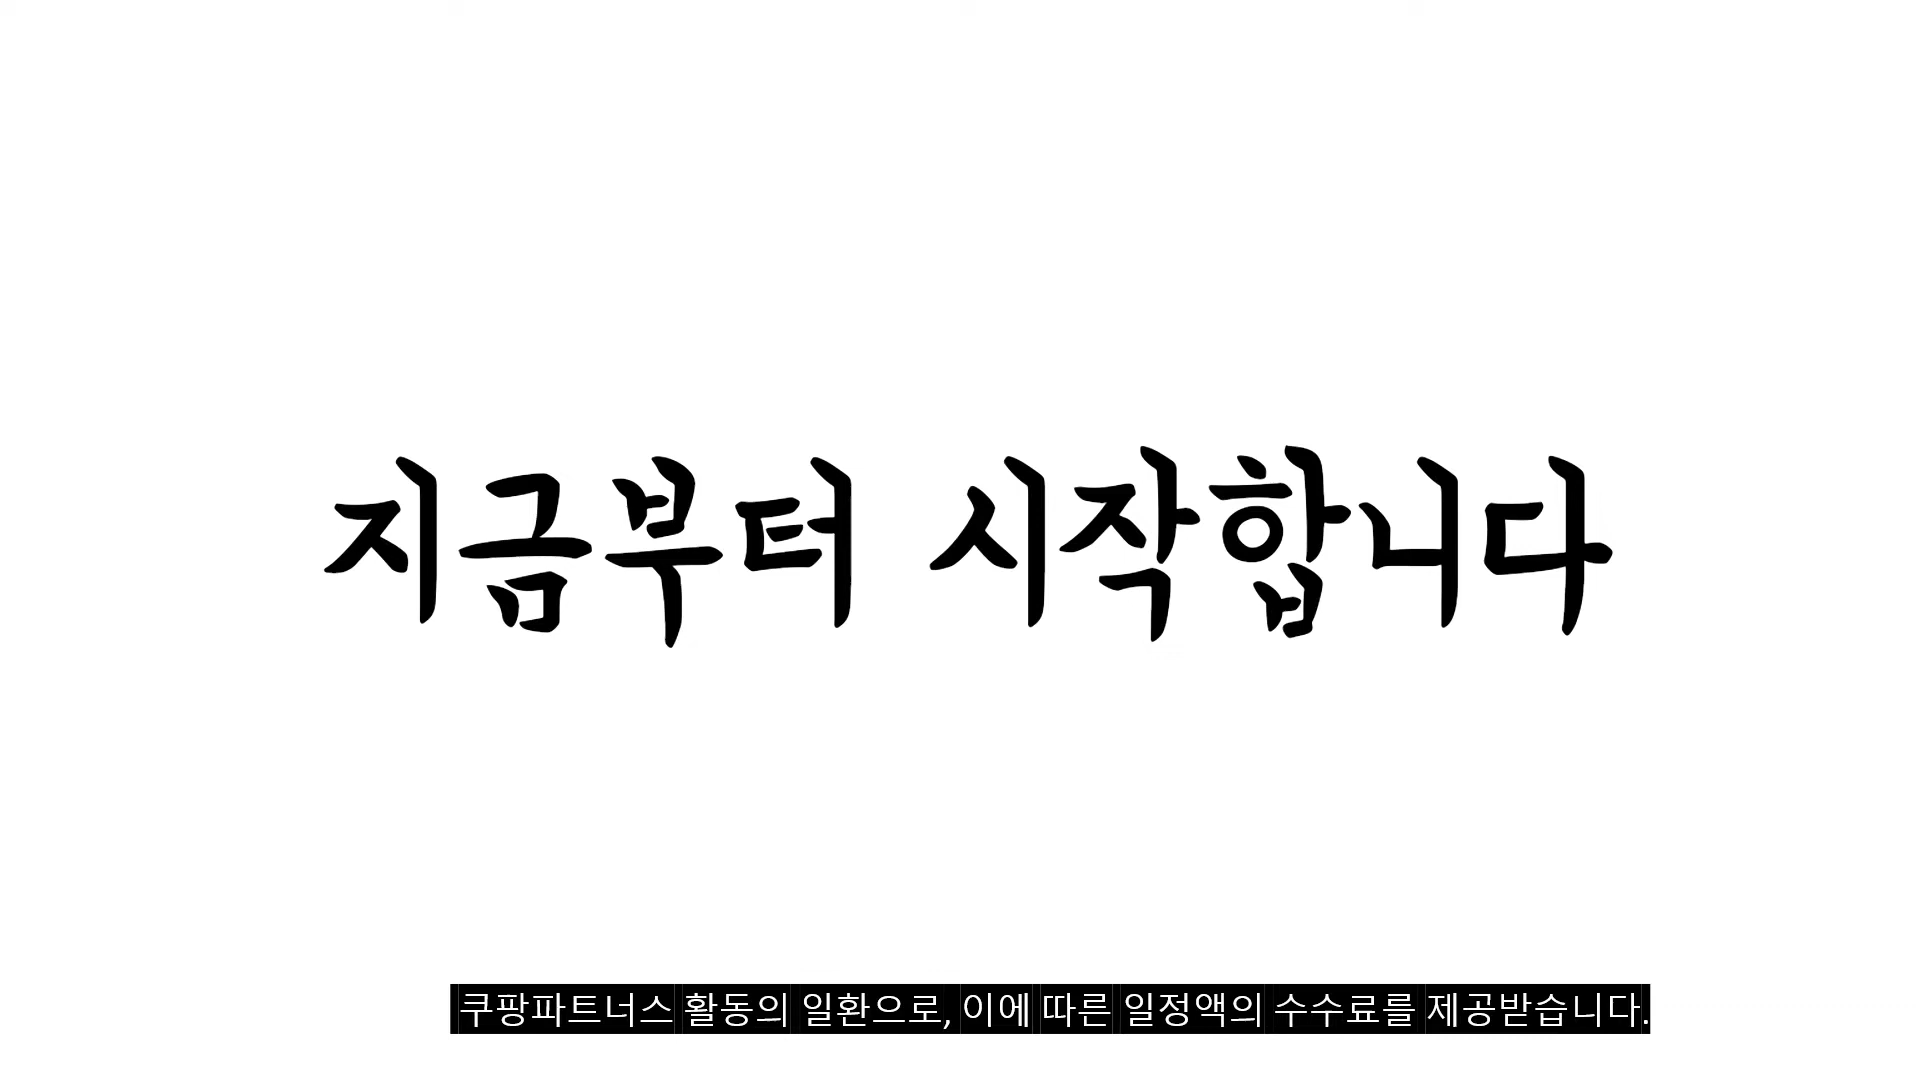 지금부터 시작합니다
쿠팡파트너스 활동의 일환으로, 이에 따른 일정액의 수수료를 제공받습니다.